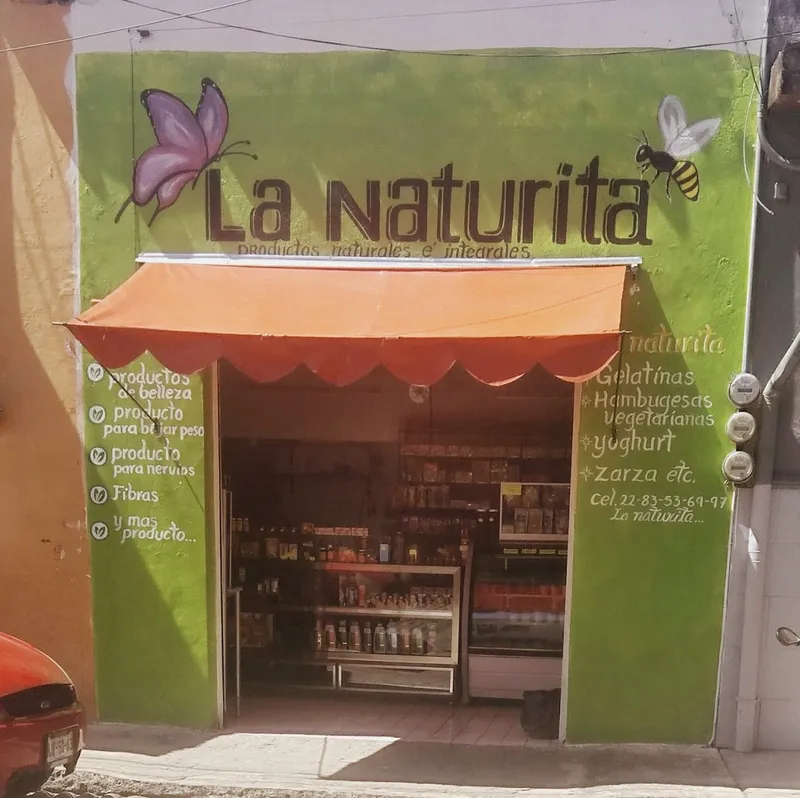 La Naturita
productos naturales e integrales
productos
de belleza
producto
para bajar peso
producto
para nervios
Fibras
y mas
producto...
naturita
Gelatinas
Hambugesas
vegetarianas
yoghurt
zarza etc.
cel. 22-83-53-69-97
La naturita...